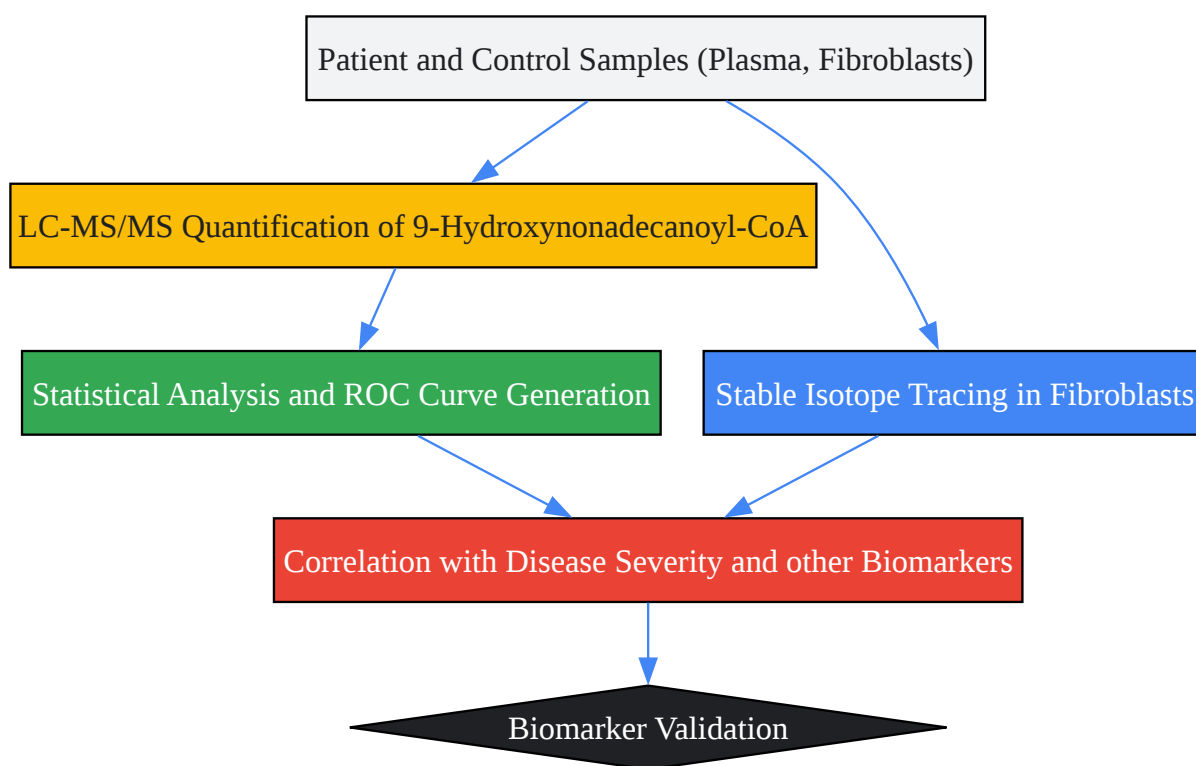 Patient and Control Samples (Plasma, Fibroblasts)
LC-MS/MS Quantification of 9-Hydroxynonadecanoyl-CoA
Statistical Analysis and ROC Curve Generation
Stable Isotope Tracing in Fibroblasts
Correlation with Disease Severity and other Biomarkers
Biomarker Validation